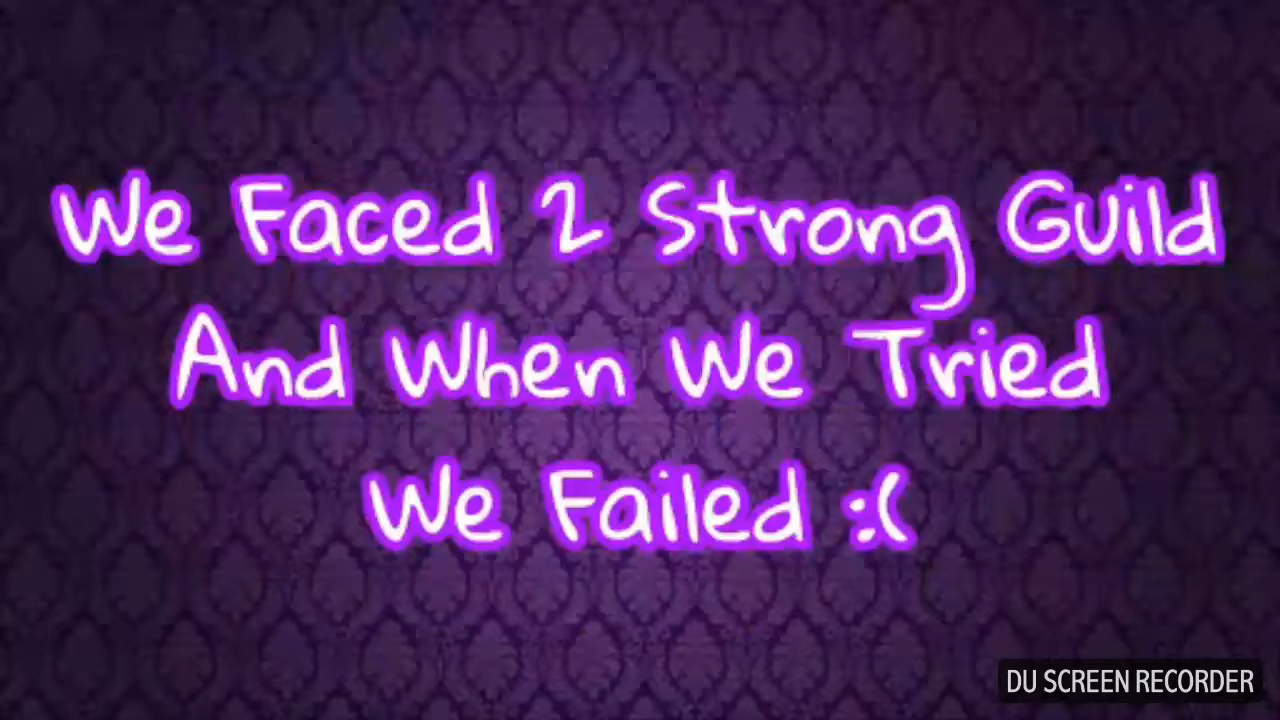 We Faced 2 Strong Guild
And When We Tried
We Failed :(
DU SCREEN RECORDER